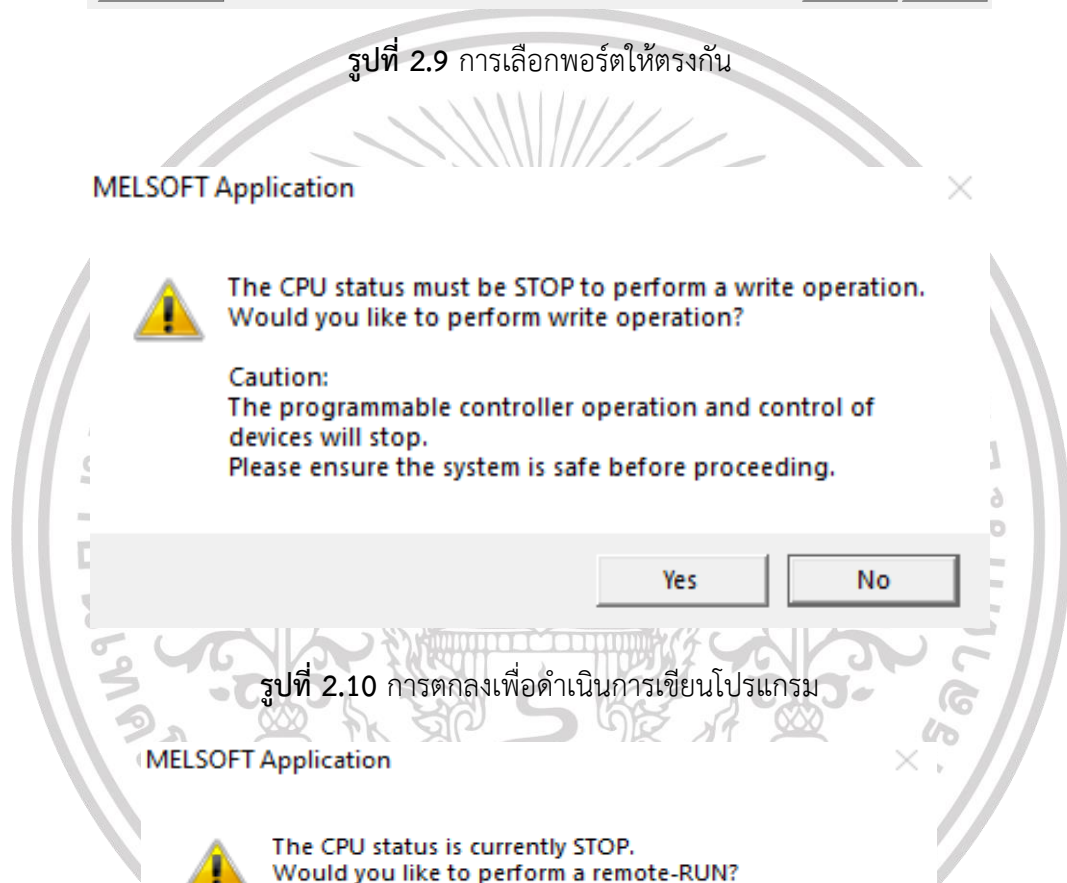 รูปที่ 2.9 การเลือกพอร์ตให้ตรงกัน
MELSOFT Application
The CPU status must be STOP to perform a write operation.
Would you like to perform write operation?
Caution:
The programmable controller operation and control of
devices will stop.
Please ensure the system is safe before proceeding.
Yes No
รูปที่ 2.10 การตกลงเพื่อดำเนินการเขียนโปรแกรม
MELSOFT Application
The CPU status is currently STOP.
Would you like to perform a remote-RUN?